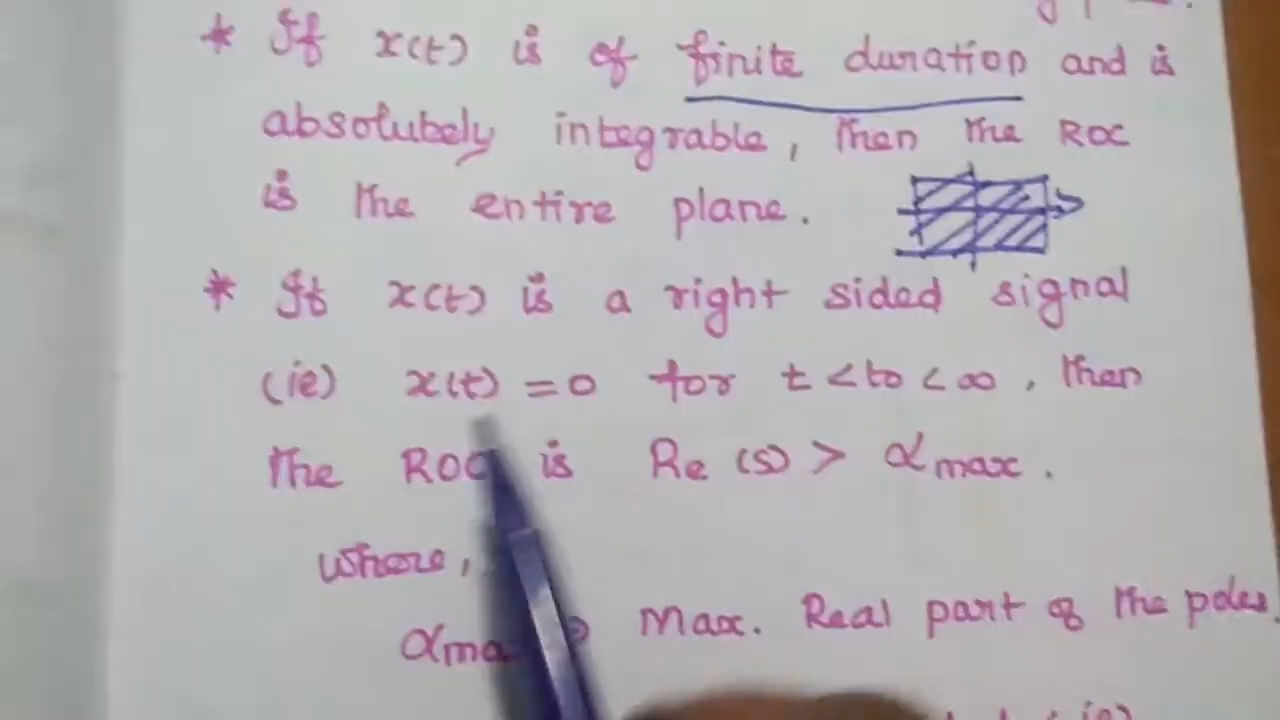 * If x(t) is of finite duration and is
absolutely integrable, then the ROC
is the entire plane.
* If x(t) is a right sided signal
(ie) x(t) = 0 for t < to < ∞, then
the ROC is Re (s) > αmax.
where,
Max. Real part of the poles